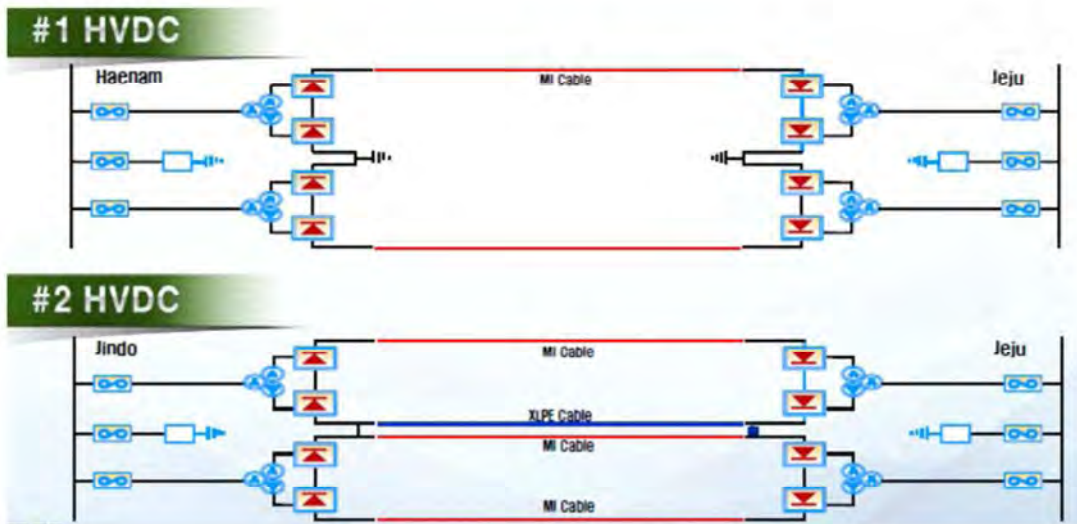 #1 HVDC
Haenam
MI Cable
Jeju
#2 HVDC
Jindo
MI Cable
Jeju
XLPE Cable
MI Cable
MI Cable